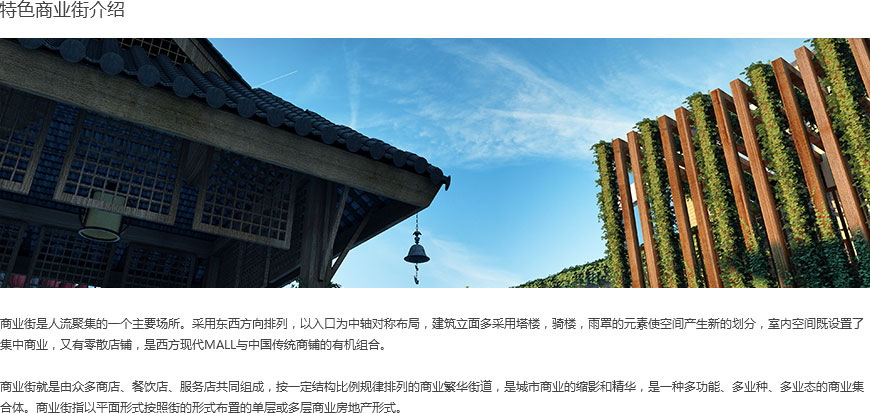 特色商业街介绍
商业街是人流聚集的一个主要场所。采用东西方向排列，以入口为中轴对称布局，建筑立面多采用塔楼，骑楼，雨罩的元素使空间产生新的划分，室内空间既设置了
集中商业，又有零散店铺，是西方现代MALL与中国传统商铺的有机组合。
商业街就是由众多商店、餐饮店、服务店共同组成，按一定结构比例规律排列的商业繁华街道，是城市商业的缩影和精华，是一种多功能、多业种、多业态的商业集
合体。商业街指以平面形式按照街的形式布置的单层或多层商业房地产形式。